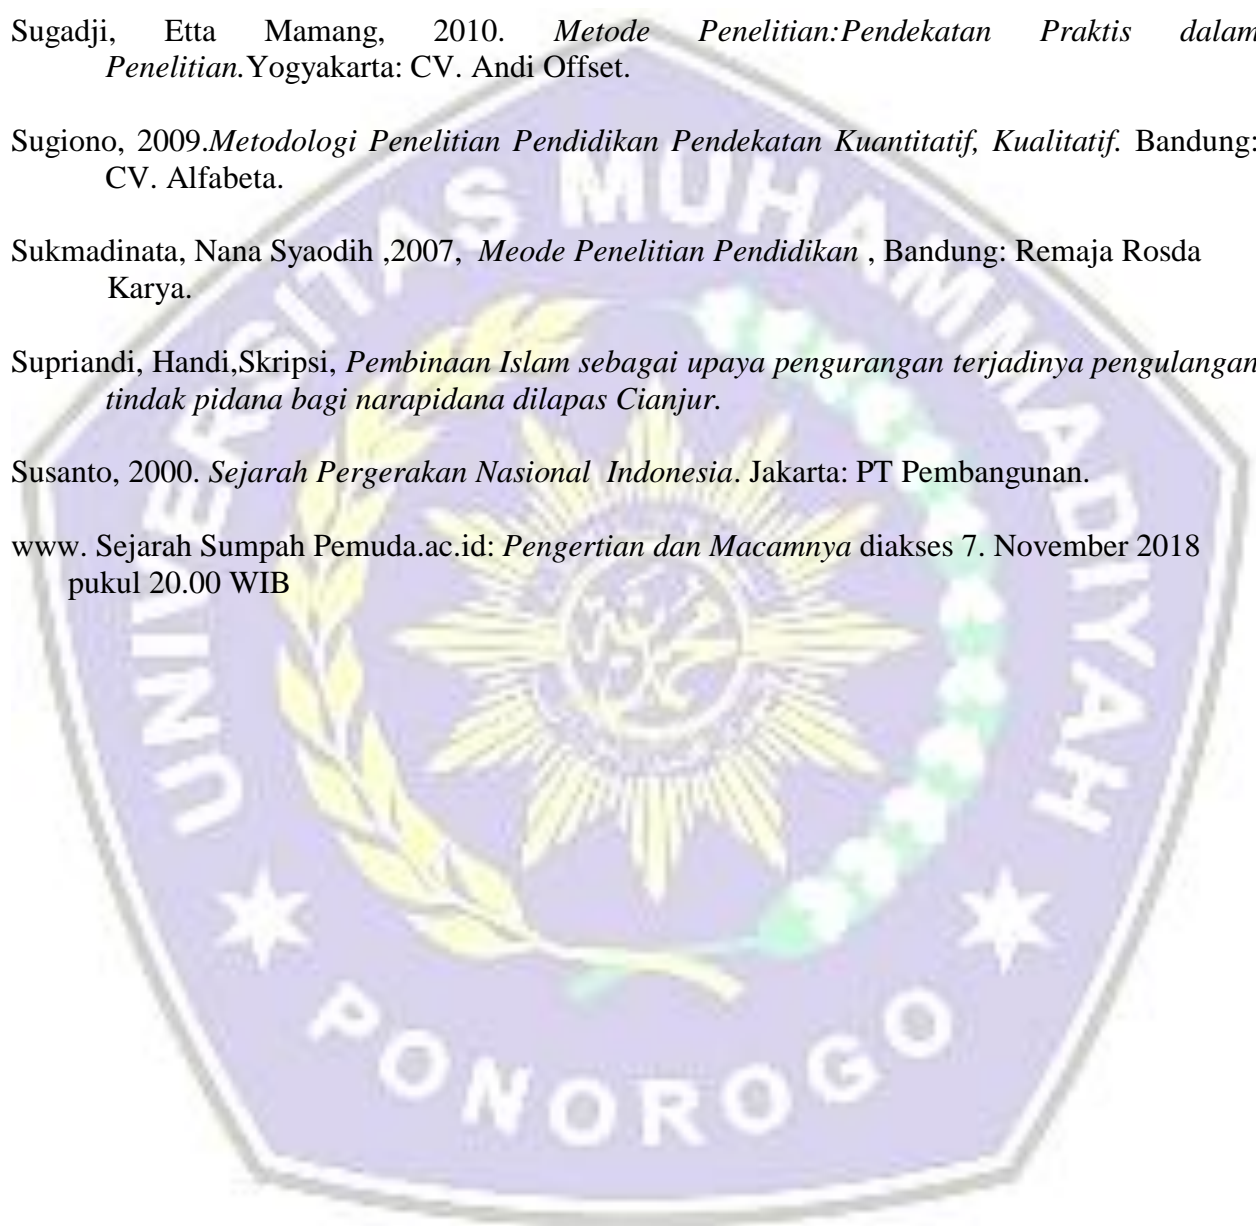 Sugadji, Etta Mamang, 2010. Metode Penelitian:Pendekatan Praktis dalam
Penelitian.Yogyakarta: CV. Andi Offset.
Sugiono, 2009.Metodologi Penelitian Pendidikan Pendekatan Kuantitatif, Kualitatif. Bandung:
CV. Alfabeta.
Sukmadinata, Nana Syaodih ,2007, Meode Penelitian Pendidikan , Bandung: Remaja Rosda
Karya.
Supriandi, Handi,Skripsi, Pembinaan Islam sebagai upaya pengurangan terjadinya pengulangan
tindak pidana bagi narapidana dilapas Cianjur.
Susanto, 2000. Sejarah Pergerakan Nasional Indonesia. Jakarta: PT Pembangunan.
www. Sejarah Sumpah Pemuda.ac.id: Pengertian dan Macamnya diakses 7. November 2018
pukul 20.00 WIB
UNIVERSITAS MUHAMMADIYAH
PONOROGO